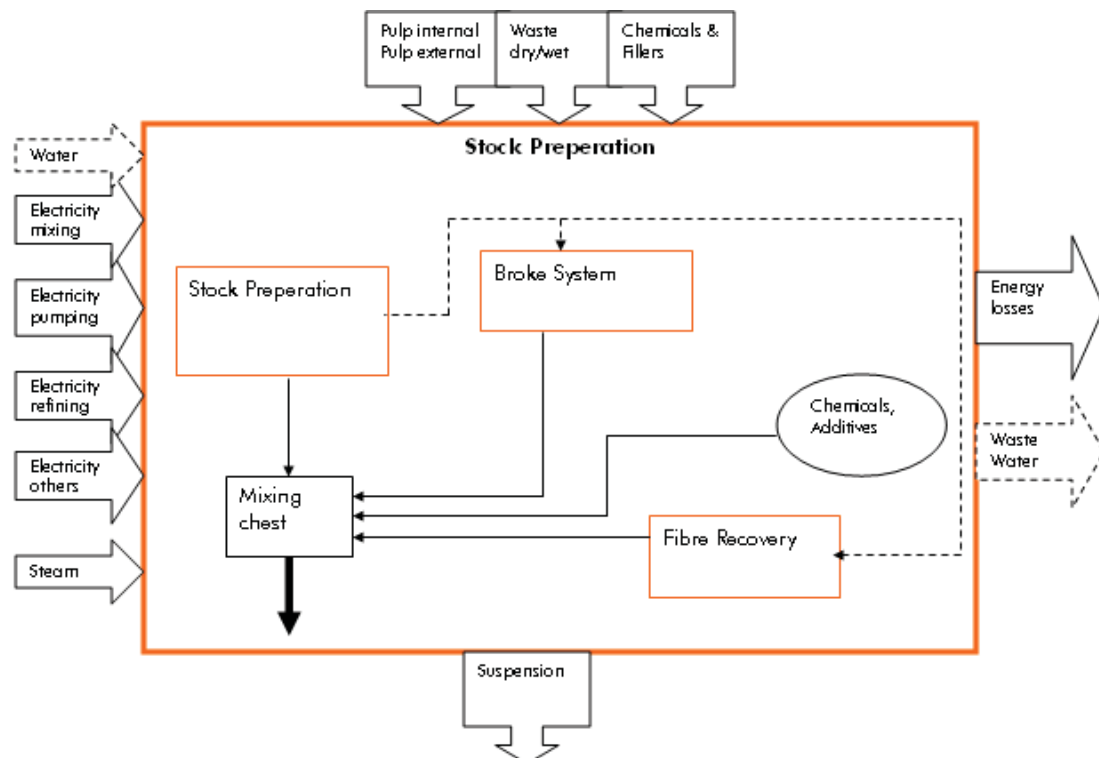 Pulp internal
Pulp external
Waste
dry/wet
Chemicals &
Fillers
Stock Preperation
Water
Electricity
mixing
Electricity
pumping
Electricity
refining
Electricity
others
Steam
Stock Preperation
Broke System
Chemicals,
Additives
Mixing
chest
Fibre Recovery
Energy
losses
Waste
Water
Suspension